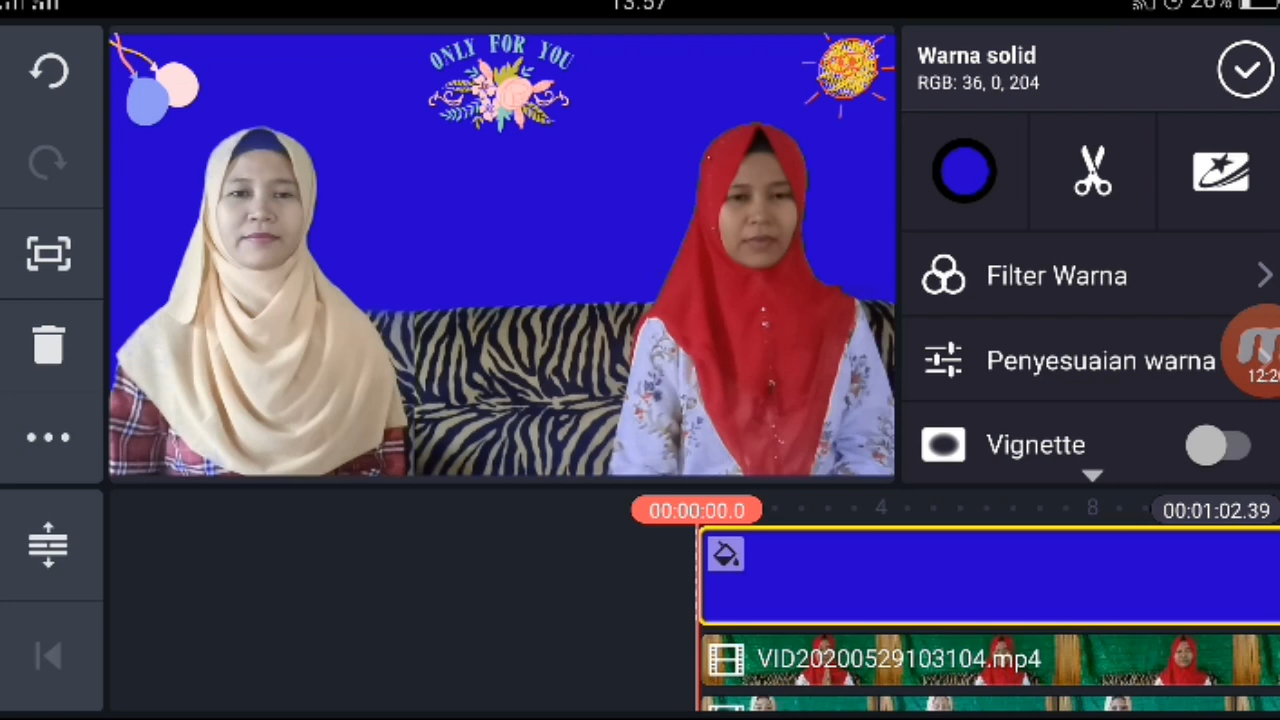 13:57
26%
ONLY FOR YOU
Warna solid
RGB: 36, 0, 204
Filter Warna
Penyesuaian warna
Vignette
00:00:00.0
4
8
00:01:02.39
VID20200529103104.mp4